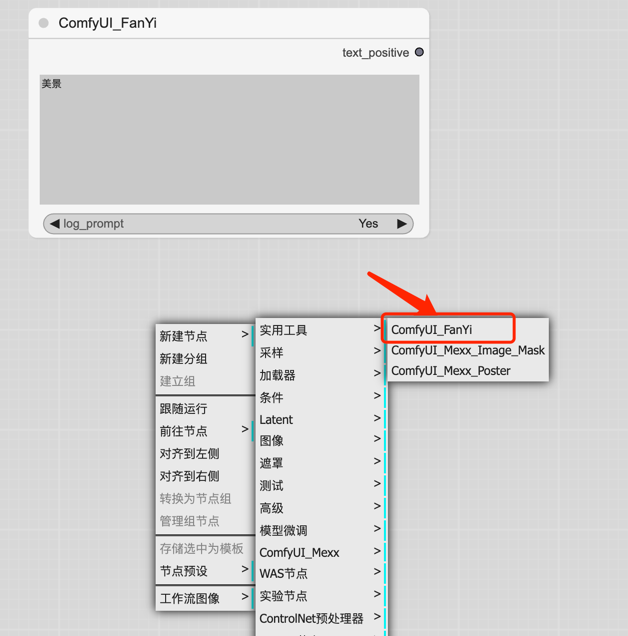 ComfyUI_FanYi
text_positive
美景
log_prompt
Yes
新建节点 >
新建分组
建立组
跟随运行
前往节点 >
对齐到左侧
对齐到右侧
转换为节点组
管理组节点
存储选中为模板
节点预设 >
工作流图像 >
实用工具 >
采样 >
加载器 >
条件 >
Latent >
图像 >
遮罩 >
测试 >
高级 >
模型微调 >
ComfyUI_Mexx >
WAS节点 >
实验节点 >
ControlNet预处理器 >
ComfyUI_FanYi
ComfyUI_Mexx_Image_Mask
ComfyUI_Mexx_Poster